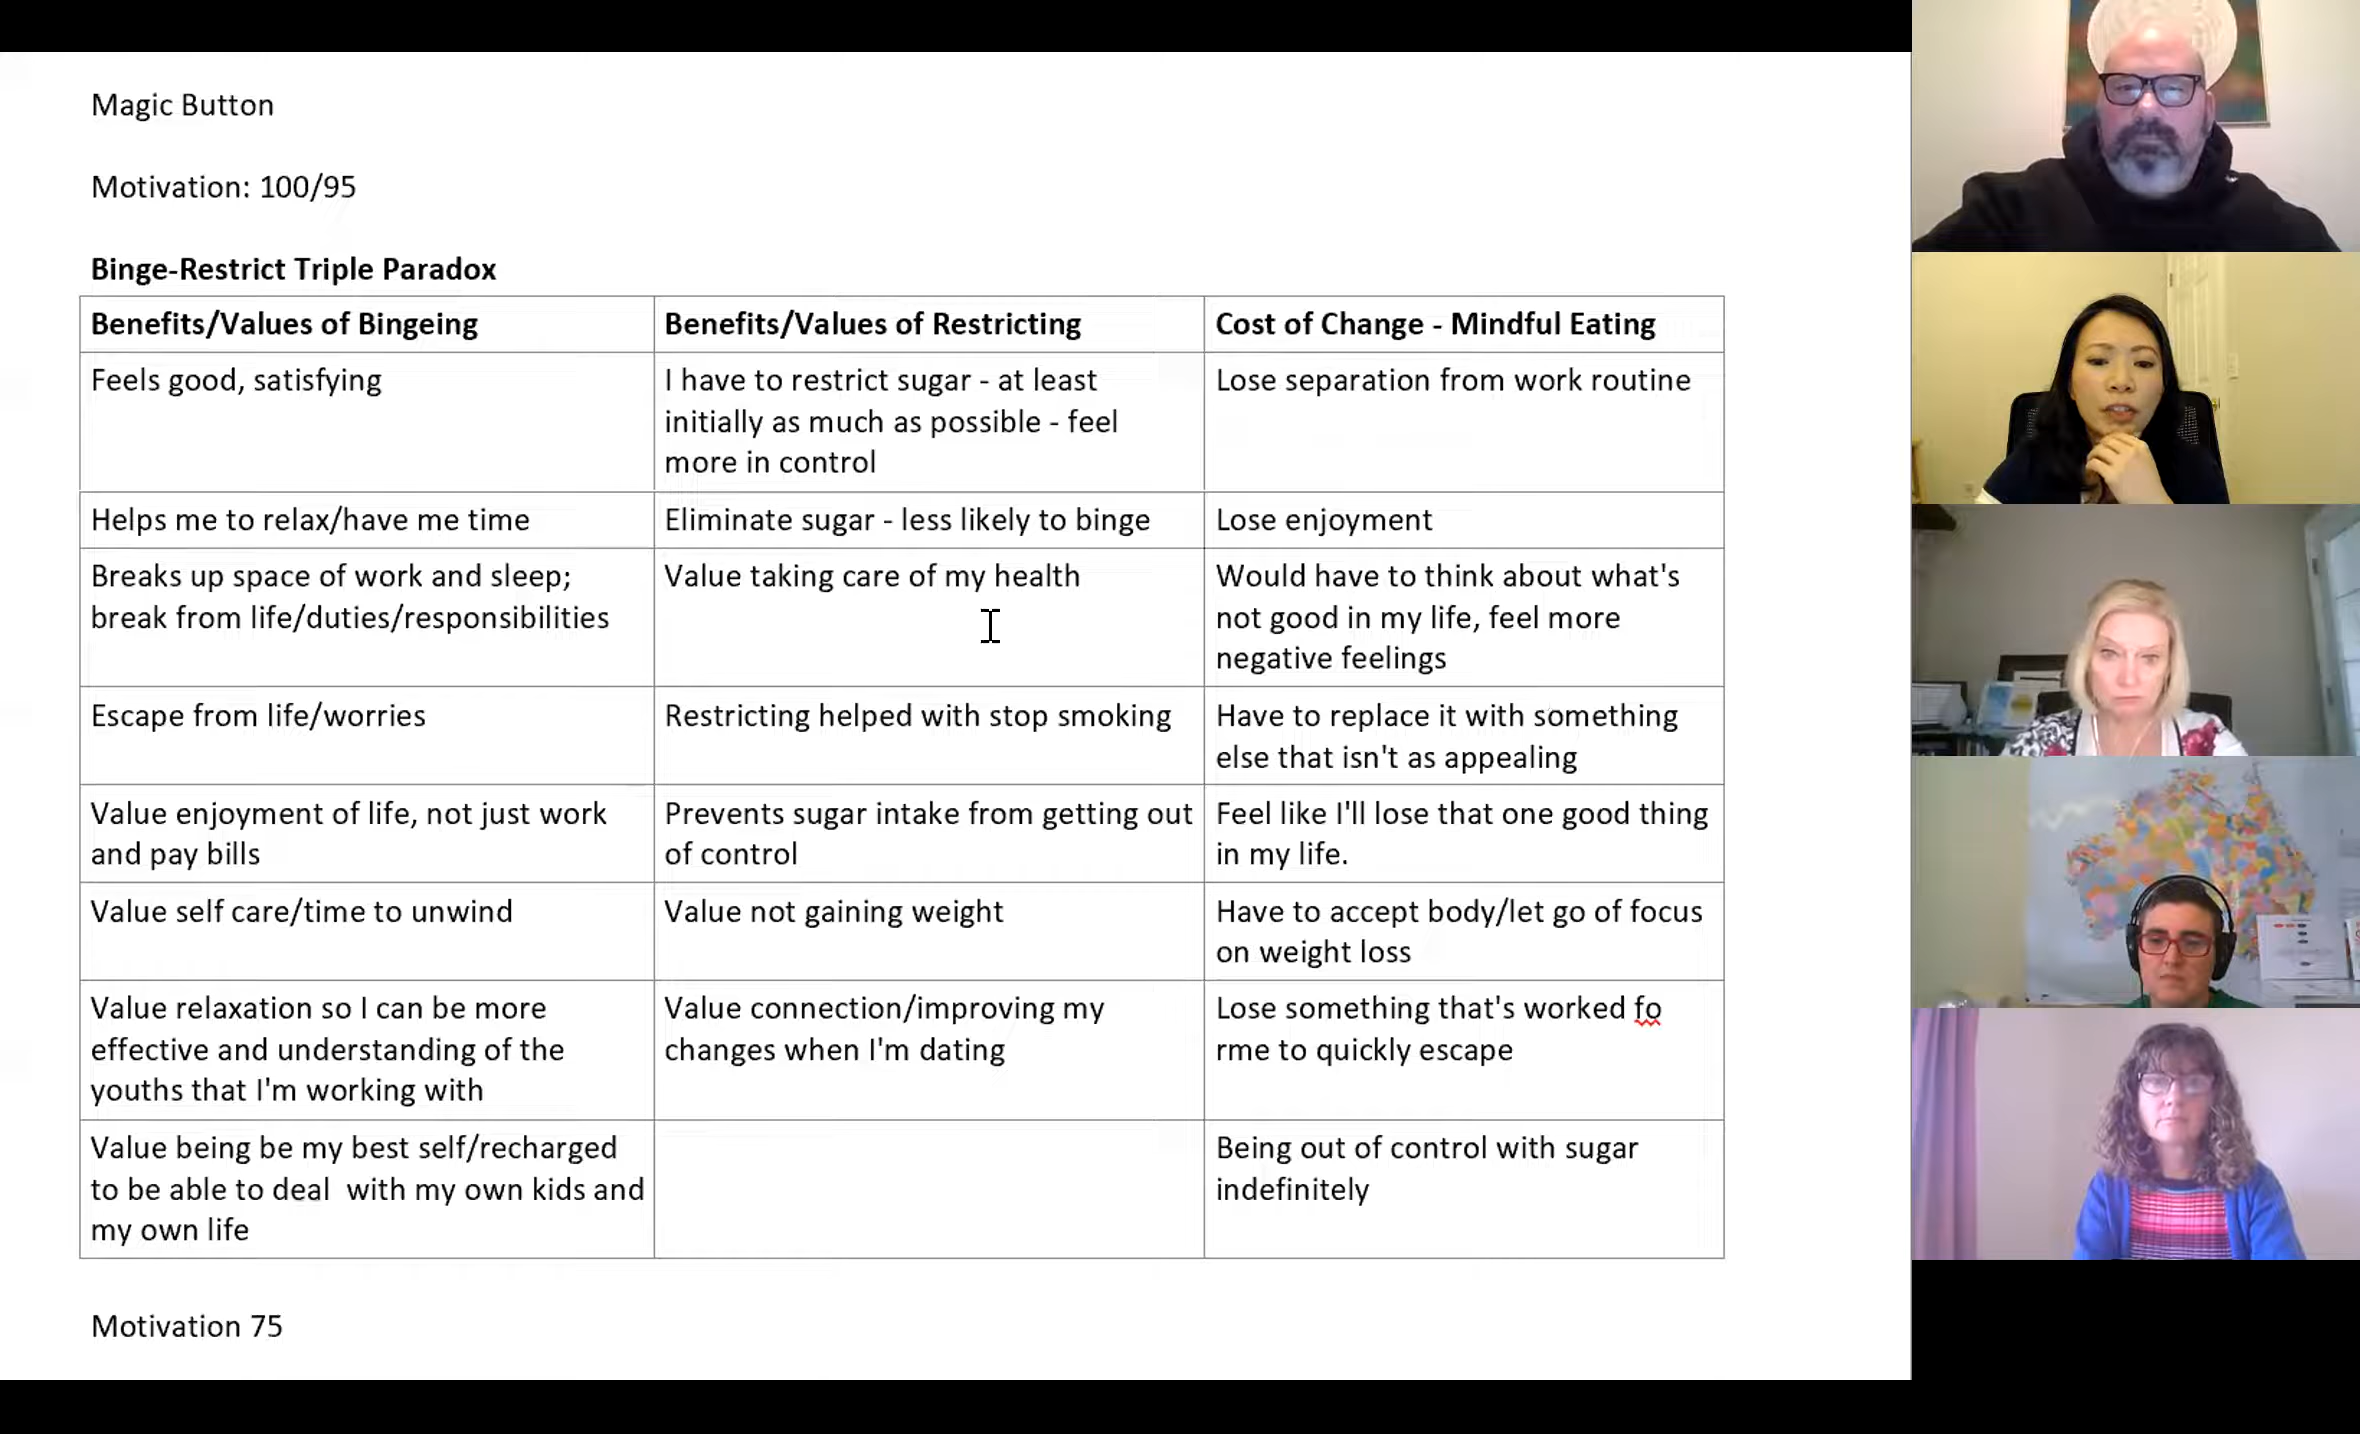 Magic Button
Motivation: 100/95
Binge-Restrict Triple Paradox
Benefits/Values of Bingeing
Benefits/Values of Restricting
Cost of Change - Mindful Eating
Feels good, satisfying
I have to restrict sugar - at least
initially as much as possible - feel
more in control
Lose separation from work routine
Helps me to relax/have me time
Eliminate sugar - less likely to binge
Lose enjoyment
Breaks up space of work and sleep;
break from life/duties/responsibilities
Value taking care of my health
Would have to think about what's
not good in my life, feel more
negative feelings
Escape from life/worries
Restricting helped with stop smoking
Have to replace it with something
else that isn't as appealing
Value enjoyment of life, not just work
and pay bills
Prevents sugar intake from getting out
of control
Feel like I'll lose that one good thing
in my life.
Value self care/time to unwind
Value not gaining weight
Have to accept body/let go of focus
on weight loss
Value relaxation so I can be more
effective and understanding of the
youths that I'm working with
Value connection/improving my
changes when I'm dating
Lose something that's worked fo
rme to quickly escape
Value being be my best self/recharged
to be able to deal  with my own kids and
my own life
Being out of control with sugar
indefinitely
Motivation 75